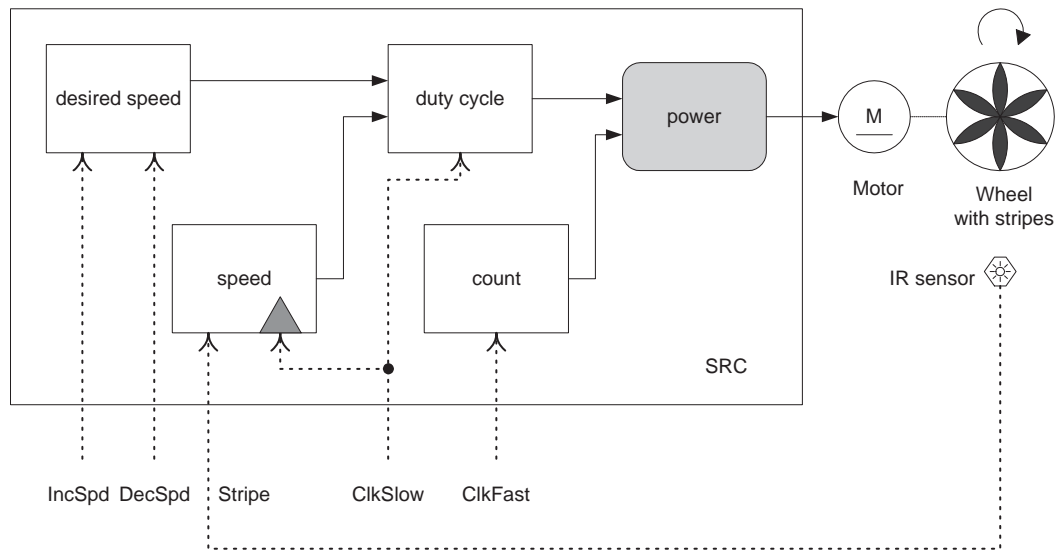 desired speed
duty cycle
power
M
Motor
Wheel
with stripes
speed
count
IR sensor
SRC
IncSpd
DecSpd
Stripe
ClkSlow
ClkFast